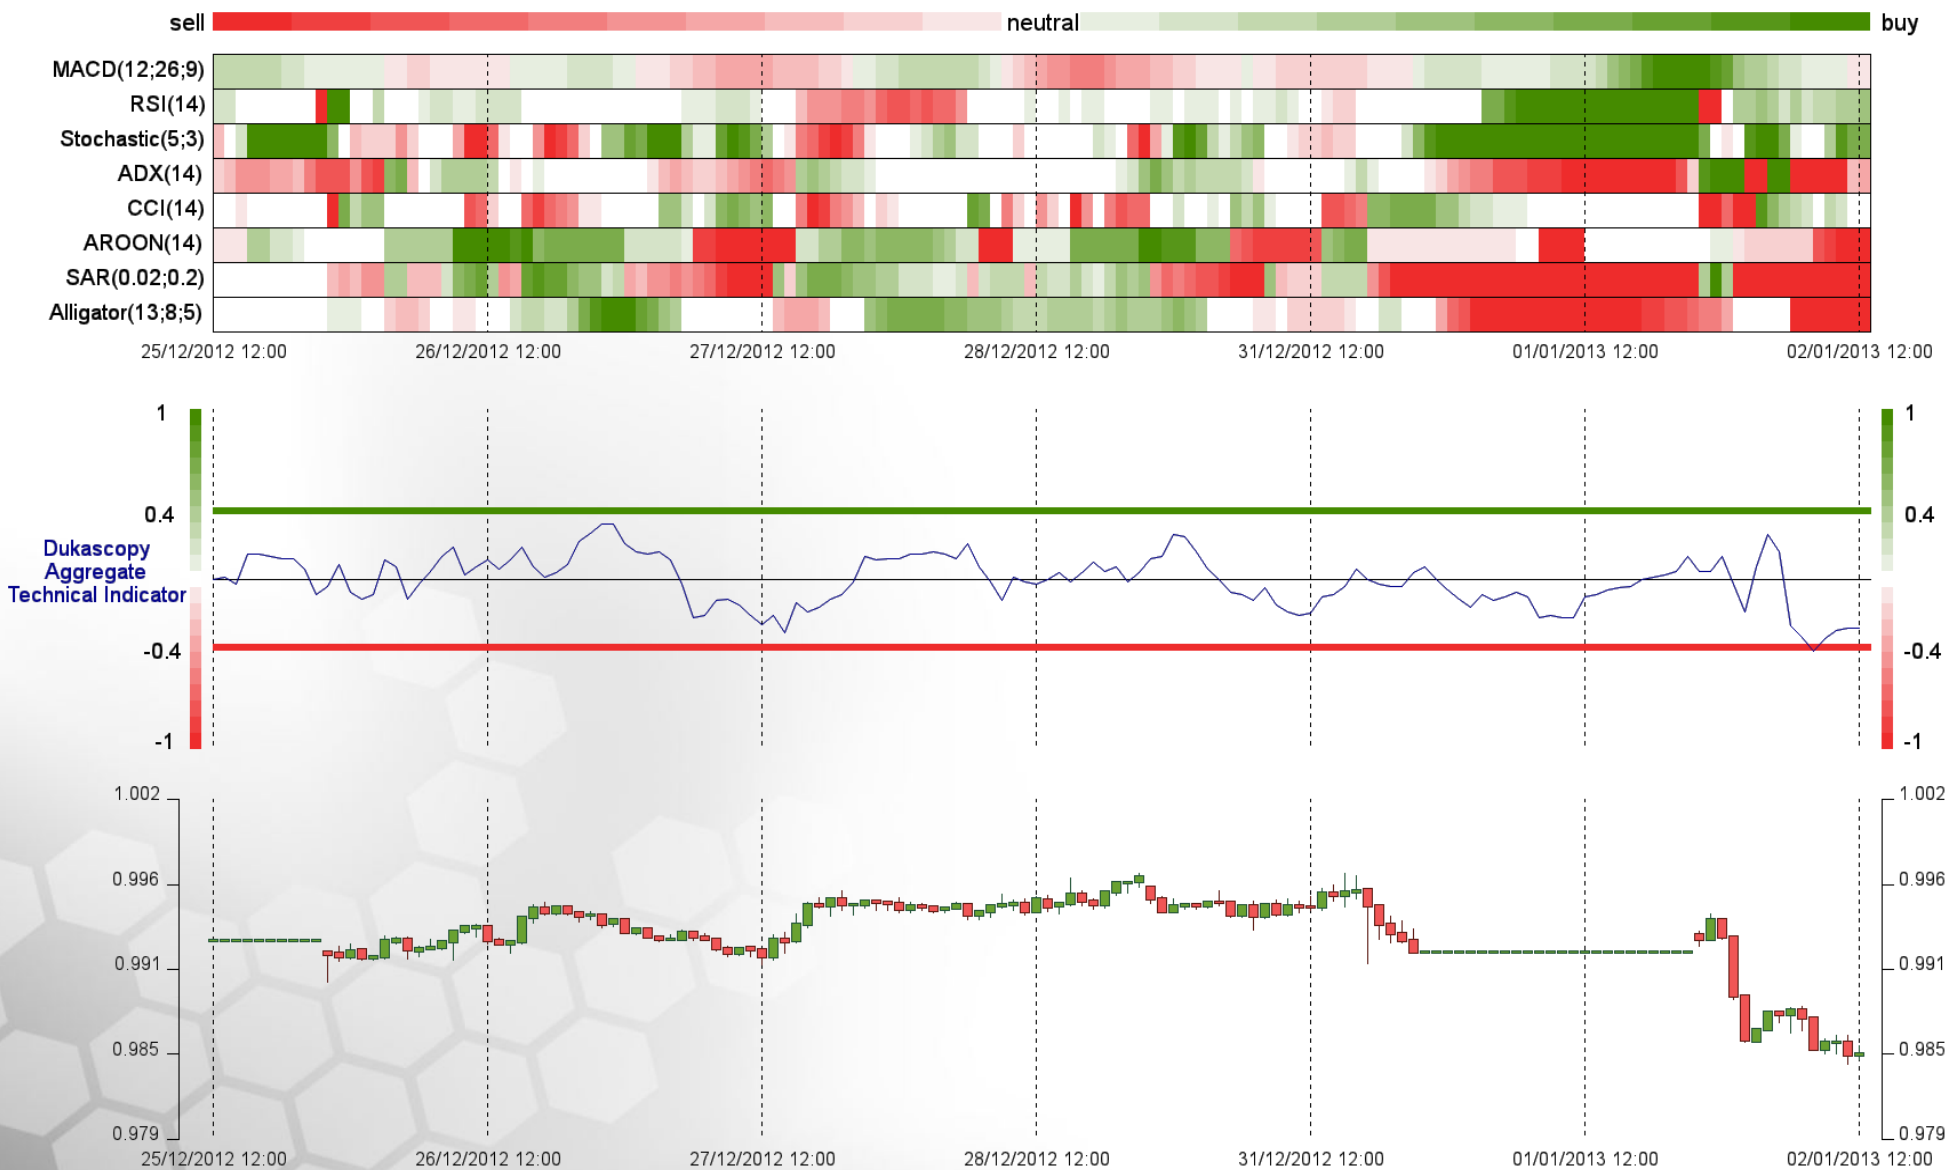 sell neutral buy
MACD(12;26;9)
RSI(14)
Stochastic(5;3)
ADX(14)
CCI(14)
AROON(14)
SAR(0.02;0.2)
Alligator(13;8;5)
25/12/2012 12:00 26/12/2012 12:00 27/12/2012 12:00 28/12/2012 12:00 31/12/2012 12:00 01/01/2013 12:00 02/01/2013 12:00
1 1
0.4 0.4
Dukascopy
Aggregate
Technical Indicator
-0.4 -0.4
-1 -1
1.002 1.002
0.996 0.996
0.991 0.991
0.985 0.985
0.979 0.979
25/12/2012 12:00 26/12/2012 12:00 27/12/2012 12:00 28/12/2012 12:00 31/12/2012 12:00 01/01/2013 12:00 02/01/2013 12:00